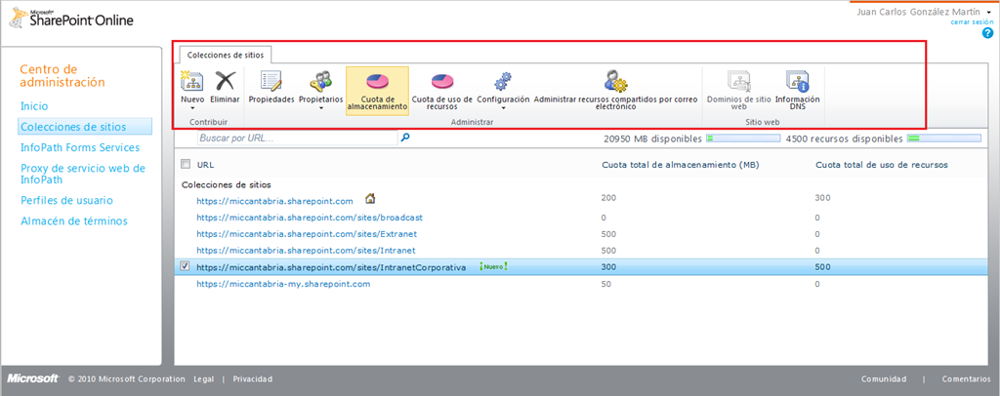 Microsoft®
SharePoint Online
Juan Carlos González Martín
cerrar sesión
Centro de
administración
Inicio
Colecciones de sitios
InfoPath Forms Services
Proxy de servicio web de
InfoPath
Perfiles de usuario
Almacén de términos
Colecciones de sitios
Nuevo
Eliminar
Propiedades
Propietarios
Cuota de
almacenamiento
Cuota de uso de
recursos
Configuración
Administrar recursos compartidos por correo
electrónico
Dominios de sitio
web
Información
DNS
Contribuir
Administrar
Sitio web
Buscar por URL...
20950 MB disponibles
4500 recursos disponibles
URL
Cuota total de almacenamiento (MB)
Cuota total de uso de recursos
Colecciones de sitios
https://miccantabria.sharepoint.com 200 300
https://miccantabria.sharepoint.com/sites/broadcast 0 0
https://miccantabria.sharepoint.com/sites/Extranet 500 0
https://miccantabria.sharepoint.com/sites/Intranet 500 0
https://miccantabria.sharepoint.com/sites/IntranetCorporativa ¡Nuevo! 300 500
https://miccantabria-my.sharepoint.com 50 0
Microsoft® © 2010 Microsoft Corporation Legal | Privacidad
Comunidad | Comentarios